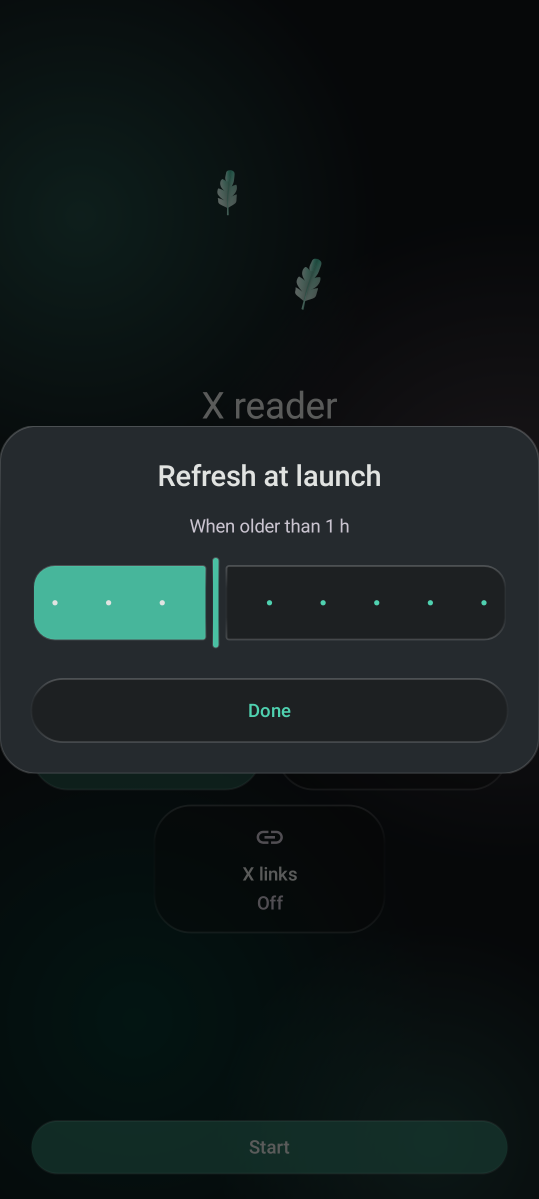 X reader
Refresh at launch
When older than 1 h
Done
X links
Off
Start